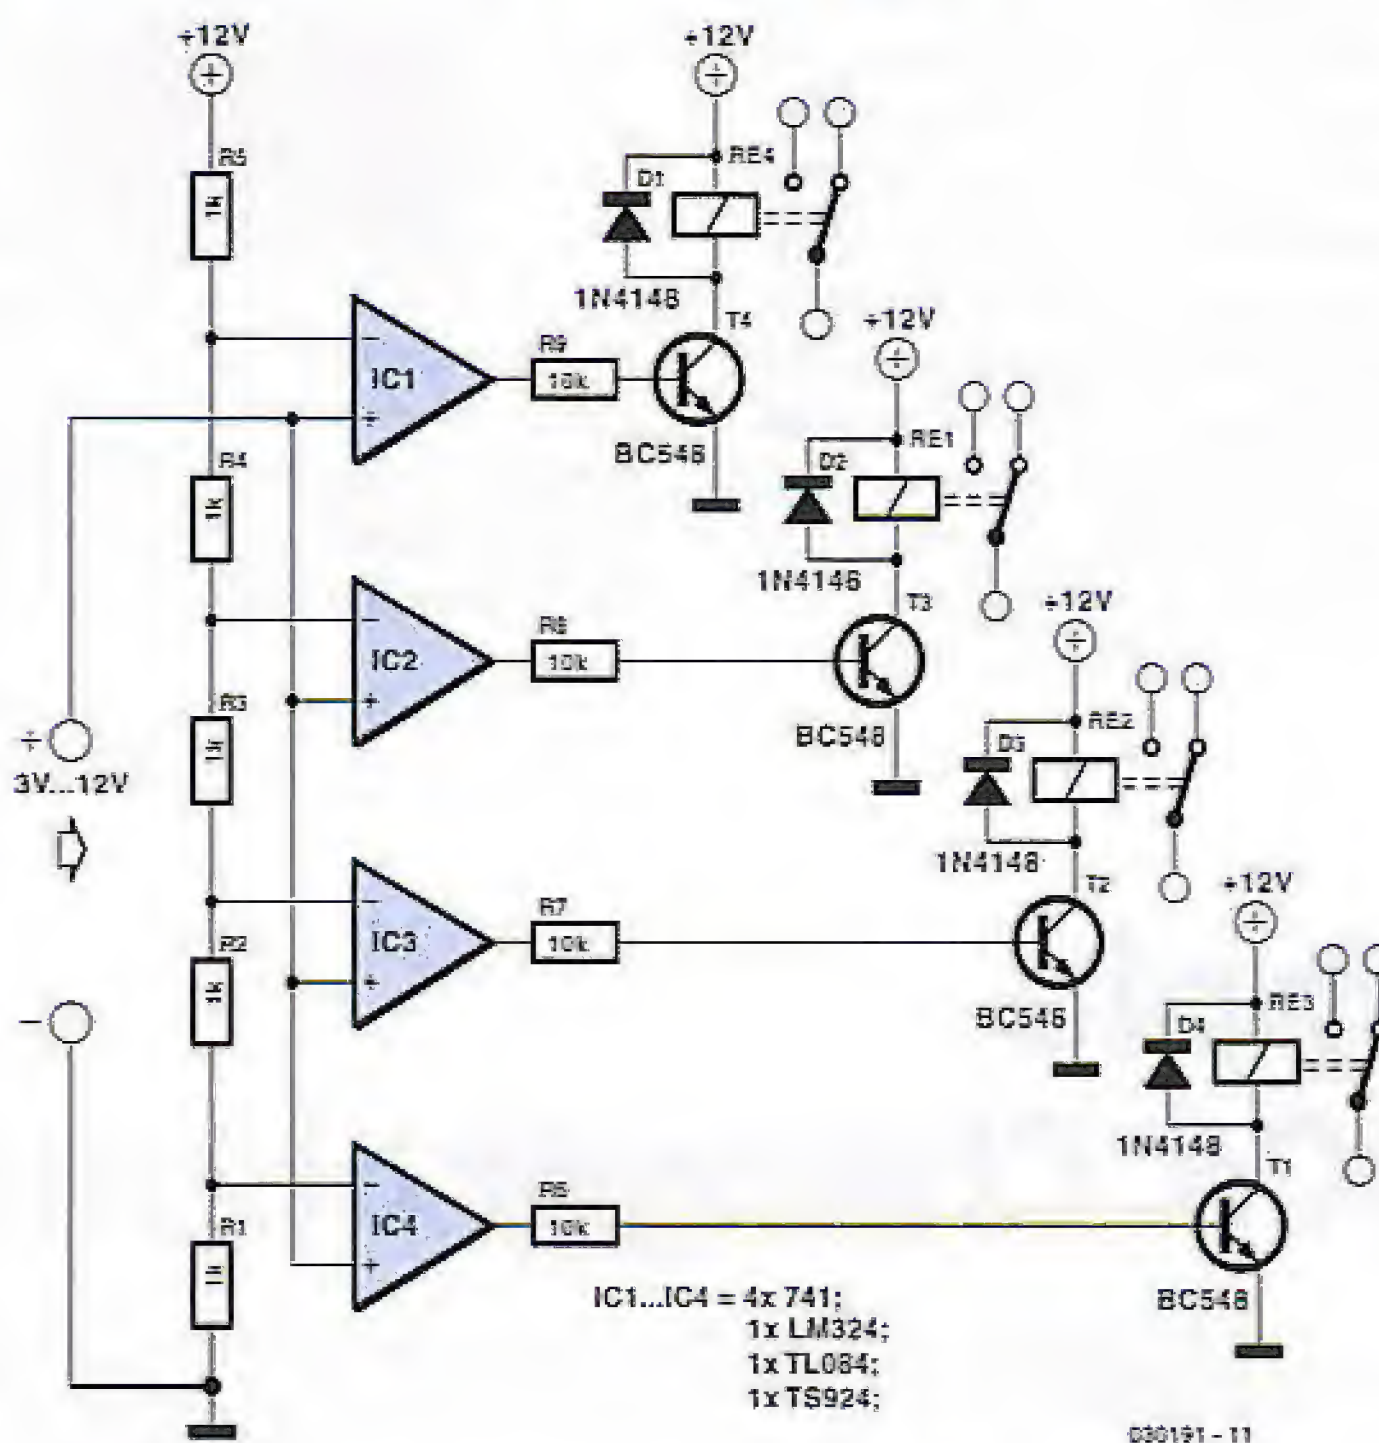 +12V
+12V
R5
1k
RE4
D1
1N4148
T4
+12V
R9
10k
IC1
BC548
RE1
D2
R4
1k
1N4148
T3
+12V
R8
10k
IC2
BC548
R3
1k
RE2
D3
+
3V...12V
1N4148
T2
+12V
R7
10k
IC3
R2
1k
BC548
RE3
D4
–
1N4148
T1
R6
10k
IC4
R1
1k
BC548
IC1...IC4 = 4x 741;
1x LM324;
1x TL084;
1x TS924;
030191 - 11